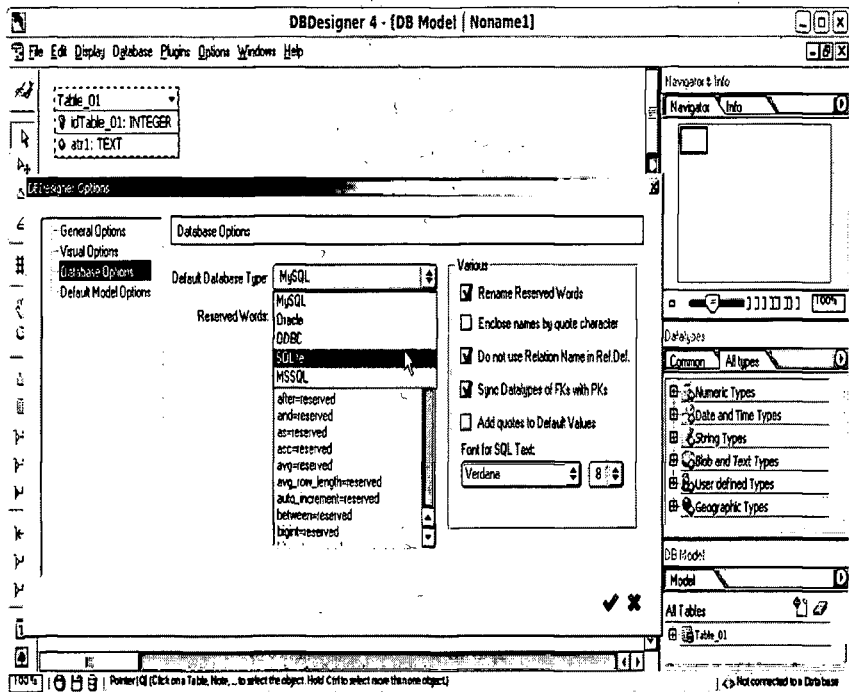 DBDesigner 4 - [DB Model | Noname1]
File Edit Display Database Plugins Options Windows Help
Table_01
idTable_01: INTEGER
atr1: TEXT
Navigator & Info
Navigator Info
DBDesigner Options
General Options
Visual Options
Database Options
Default Model Options
Database Options
Default Database Type MySQL
MySQL
Oracle
ODBC
SQLite
MSSQL
Reserved Words:
after=reserved
and=reserved
as=reserved
asc=reserved
avg=reserved
avg_row_length=reserved
auto_increment=reserved
between=reserved
bigint=reserved
Various
Rename Reserved Words
Enclose names by quote character
Do not use Relation Name in Ref.Def.
Sync Datatypes of FKs with PKs
Add quotes to Default Values
Font for SQL Text:
Verdana 8
100%
Datatypes
Common All types
Numeric Types
Date and Time Types
String Types
Blob and Text Types
User defined Types
Geographic Types
DB Model
Model
All Tables
Table_01
100% Pointer [Q] (Click on a Table, Note, ... to select the object. Hold Ctrl to select more than one object.)
Not connected to a Database